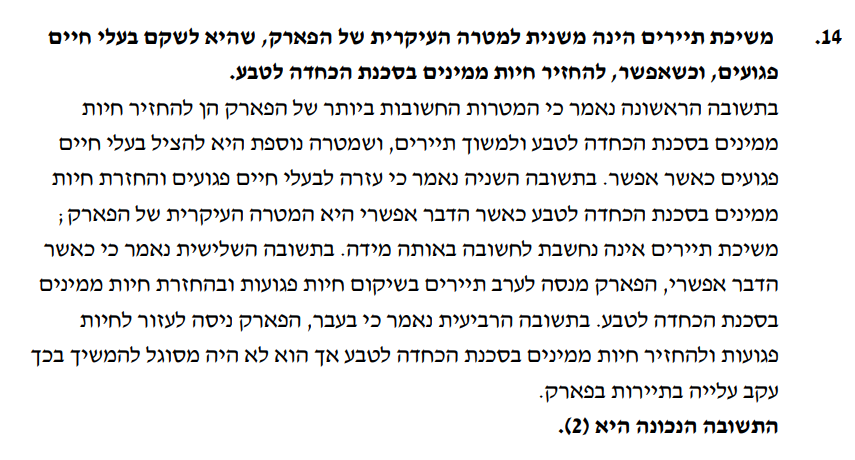 14. משיכת תיירים הינה משנית למטרה העיקרית של הפארק, שהיא לשקם בעלי חיים
פגועים, וכשאפשר, להחזיר חיות ממינים בסכנת הכחדה לטבע.
בתשובה הראשונה נאמר כי המטרות החשובות ביותר של הפארק הן להחזיר חיות
ממינים בסכנת הכחדה לטבע ולמשוך תיירים, ושמטרה נוספת היא להציל בעלי חיים
פגועים כאשר אפשר. בתשובה השניה נאמר כי עזרה לבעלי חיים פגועים והחזרת חיות
ממינים בסכנת הכחדה לטבע כאשר הדבר אפשרי היא המטרה העיקרית של הפארק;
משיכת תיירים אינה נחשבת לחשובה באותה מידה. בתשובה השלישית נאמר כי כאשר
הדבר אפשרי, הפארק מנסה לערב תיירים בשיקום חיות פגועות ובהחזרת חיות ממינים
בסכנת הכחדה לטבע. בתשובה הרביעית נאמר כי בעבר, הפארק ניסה לעזור לחיות
פגועות ולהחזיר חיות ממינים בסכנת הכחדה לטבע אך הוא לא היה מסוגל להמשיך בכך
עקב עלייה בתיירות בפארק.
התשובה הנכונה היא (2).